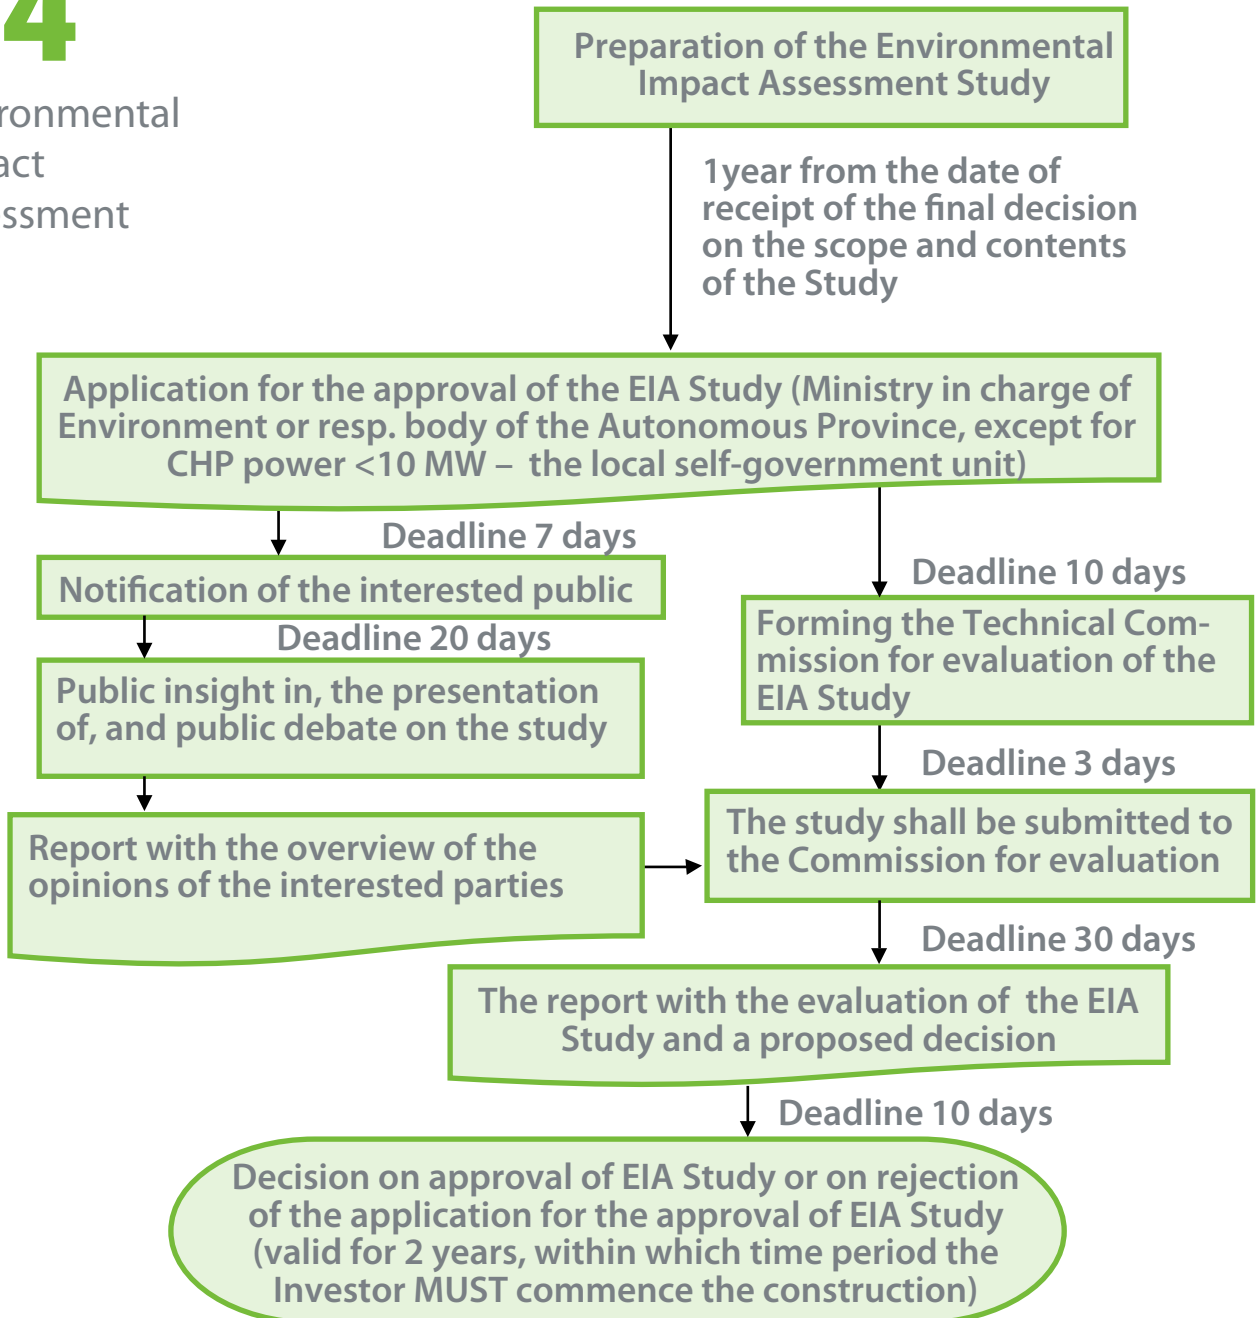 4
Preparation of the Environmental
Impact Assessment Study
1year from the date of
receipt of the final decision
on the scope and contents
of the Study
Application for the approval of the EIA Study (Ministry in charge of
Environment or resp. body of the Autonomous Province, except for
CHP power <10 MW – the local self-government unit)
Deadline 7 days
Deadline 10 days
Notification of the interested public
Deadline 20 days
Forming the Technical Com-
mission for evaluation of the
EIA Study
Public insight in, the presentation
of, and public debate on the study
Deadline 3 days
Report with the overview of the
opinions of the interested parties
The study shall be submitted to
the Commission for evaluation
Deadline 30 days
The report with the evaluation of the EIA
Study and a proposed decision
Deadline 10 days
Decision on approval of EIA Study or on rejection
of the application for the approval of EIA Study
(valid for 2 years, within which time period the
Investor MUST commence the construction)